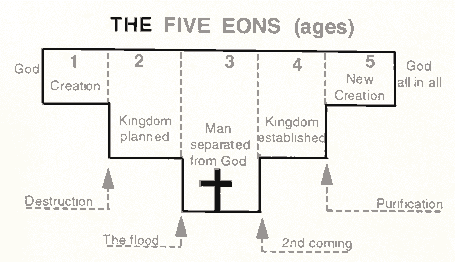 THE FIVE EONS (ages)
God
1
Creation
2
Kingdom
planned
3
Man
separated
from God
4
Kingdom
established
5
New
Creation
God
all in all
Destruction
The flood
2nd coming
Purification